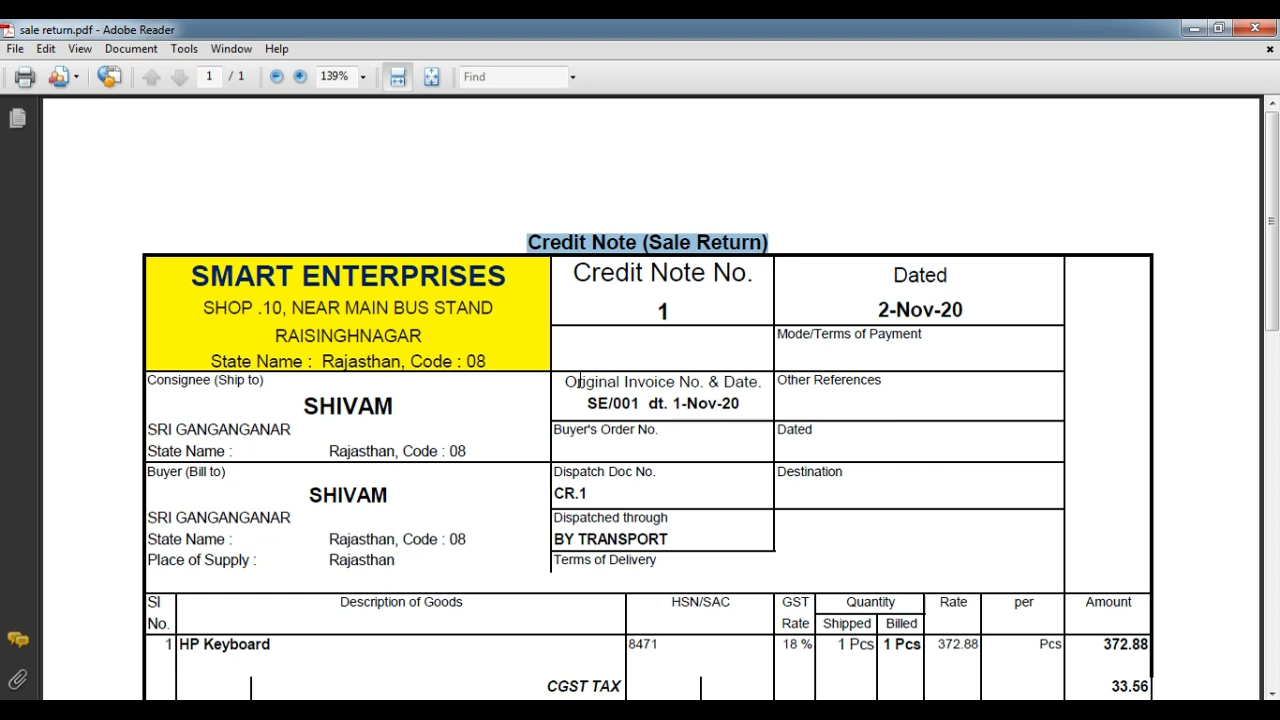 sale return.pdf - Adobe Reader
File Edit View Document Tools Window Help
1 / 1 139% Find
Credit Note (Sale Return)
SMART ENTERPRISES
SHOP .10, NEAR MAIN BUS STAND
RAISINGHNAGAR
State Name : Rajasthan, Code : 08
Credit Note No.
1
Dated
2-Nov-20
Mode/Terms of Payment
Consignee (Ship to)
SHIVAM
SRI GANGANGANAR
State Name : Rajasthan, Code : 08
Original Invoice No. & Date.
SE/001 dt. 1-Nov-20
Other References
Buyer's Order No.
Dated
Buyer (Bill to)
SHIVAM
SRI GANGANGANAR
State Name : Rajasthan, Code : 08
Place of Supply : Rajasthan
Dispatch Doc No.
CR.1
Destination
Dispatched through
BY TRANSPORT
Terms of Delivery
Sl Description of Goods HSN/SAC GST Quantity Rate per Amount
No. Rate Shipped Billed
1 HP Keyboard 8471 18 % 1 Pcs 1 Pcs 372.88 Pcs 372.88
CGST TAX 33.56